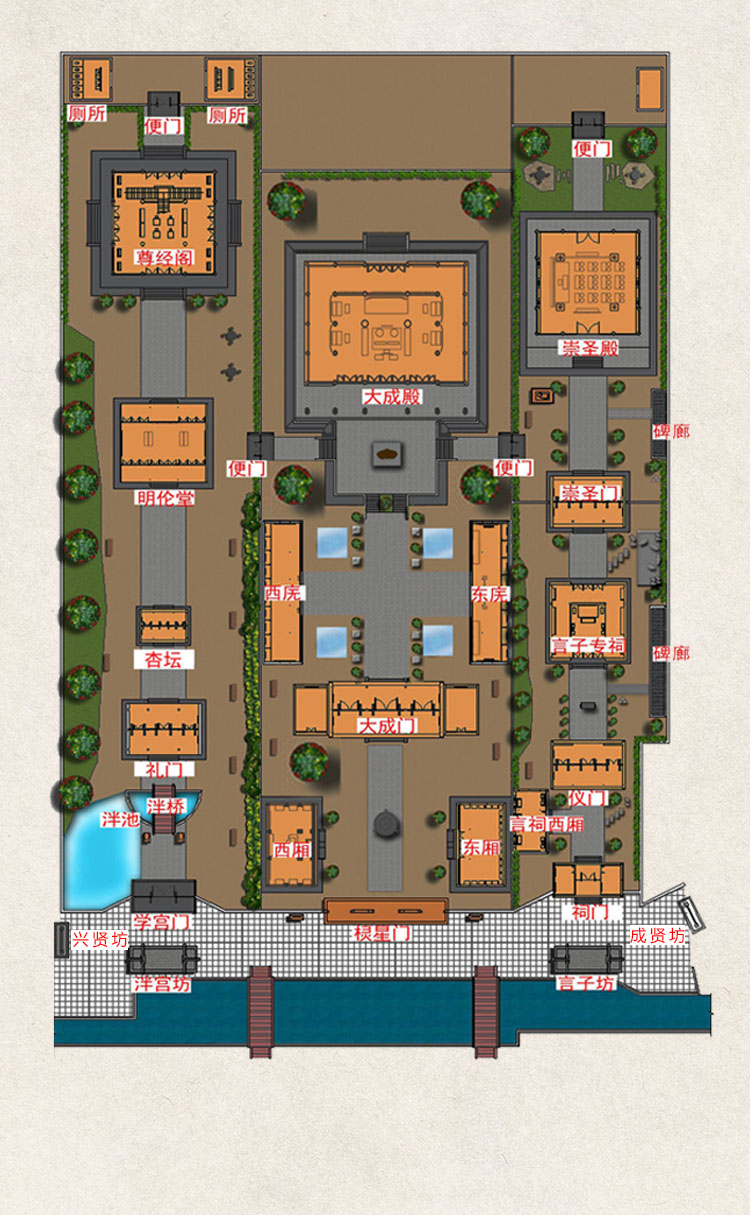 厕所
厕所
便门
便门
尊经阁
崇圣殿
大成殿
碑廊
便门
便门
明伦堂
崇圣门
西庑
东庑
言子专祠
杏坛
碑廊
大成门
礼门
仪门
泮桥
泮池
言祠西厢
西厢
东厢
学宫门
祠门
棂星门
兴贤坊
成贤坊
泮宫坊
言子坊